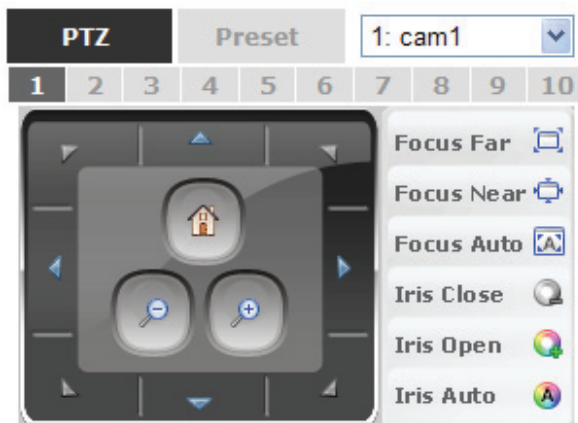 PTZ Preset 1: cam1
1 2 3 4 5 6 7 8 9 10
Focus Far
Focus Near
Focus Auto
Iris Close
Iris Open
Iris Auto